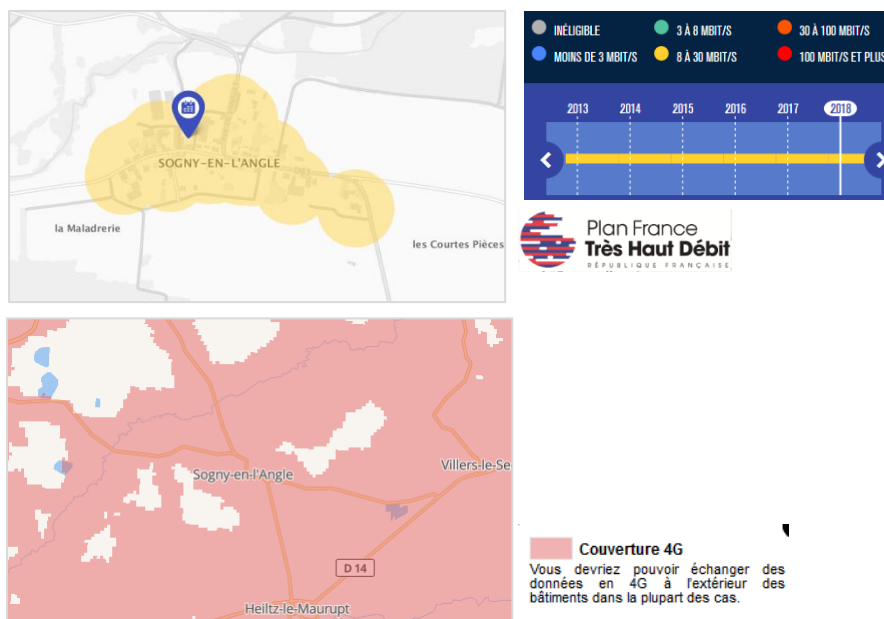 SOGNY-EN-L'ANGLE
la Maladrerie
les Courtes Pièces
INÉLIGIBLE
3 À 8 MBIT/S
30 À 100 MBIT/S
MOINS DE 3 MBIT/S
8 À 30 MBIT/S
100 MBIT/S ET PLUS
2013 2014 2015 2016 2017 2018
Plan France
Très Haut Débit
RÉPUBLIQUE FRANÇAISE
Sogny-en-l'Angle
Villers-le-Se
D 14
Heiltz-le-Maurupt
Couverture 4G
Vous devriez pouvoir échanger des
données en 4G à l'extérieur des
bâtiments dans la plupart des cas.